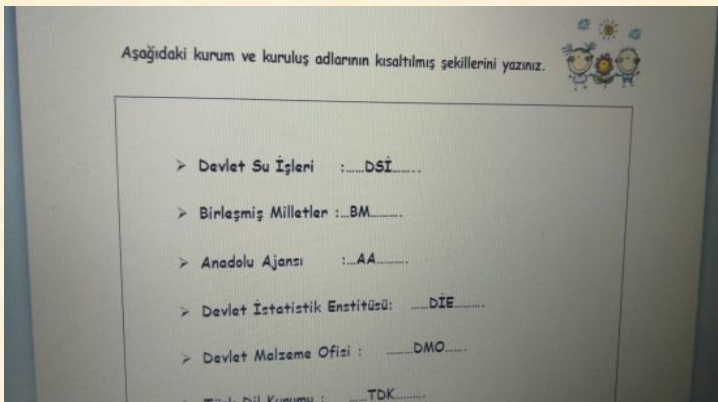 Aşağıdaki kurum ve kuruluş adlarının kısaltılmış şekillerini yazınız.
➢ Devlet Su İşleri :......DSİ........
➢ Birleşmiş Milletler :...BM..........
➢ Anadolu Ajansı :...AA..........
➢ Devlet İstatistik Enstitüsü: .....DİE.........
➢ Devlet Malzeme Ofisi : ........DMO......
Türk Dil Kurumu : ......TDK..........